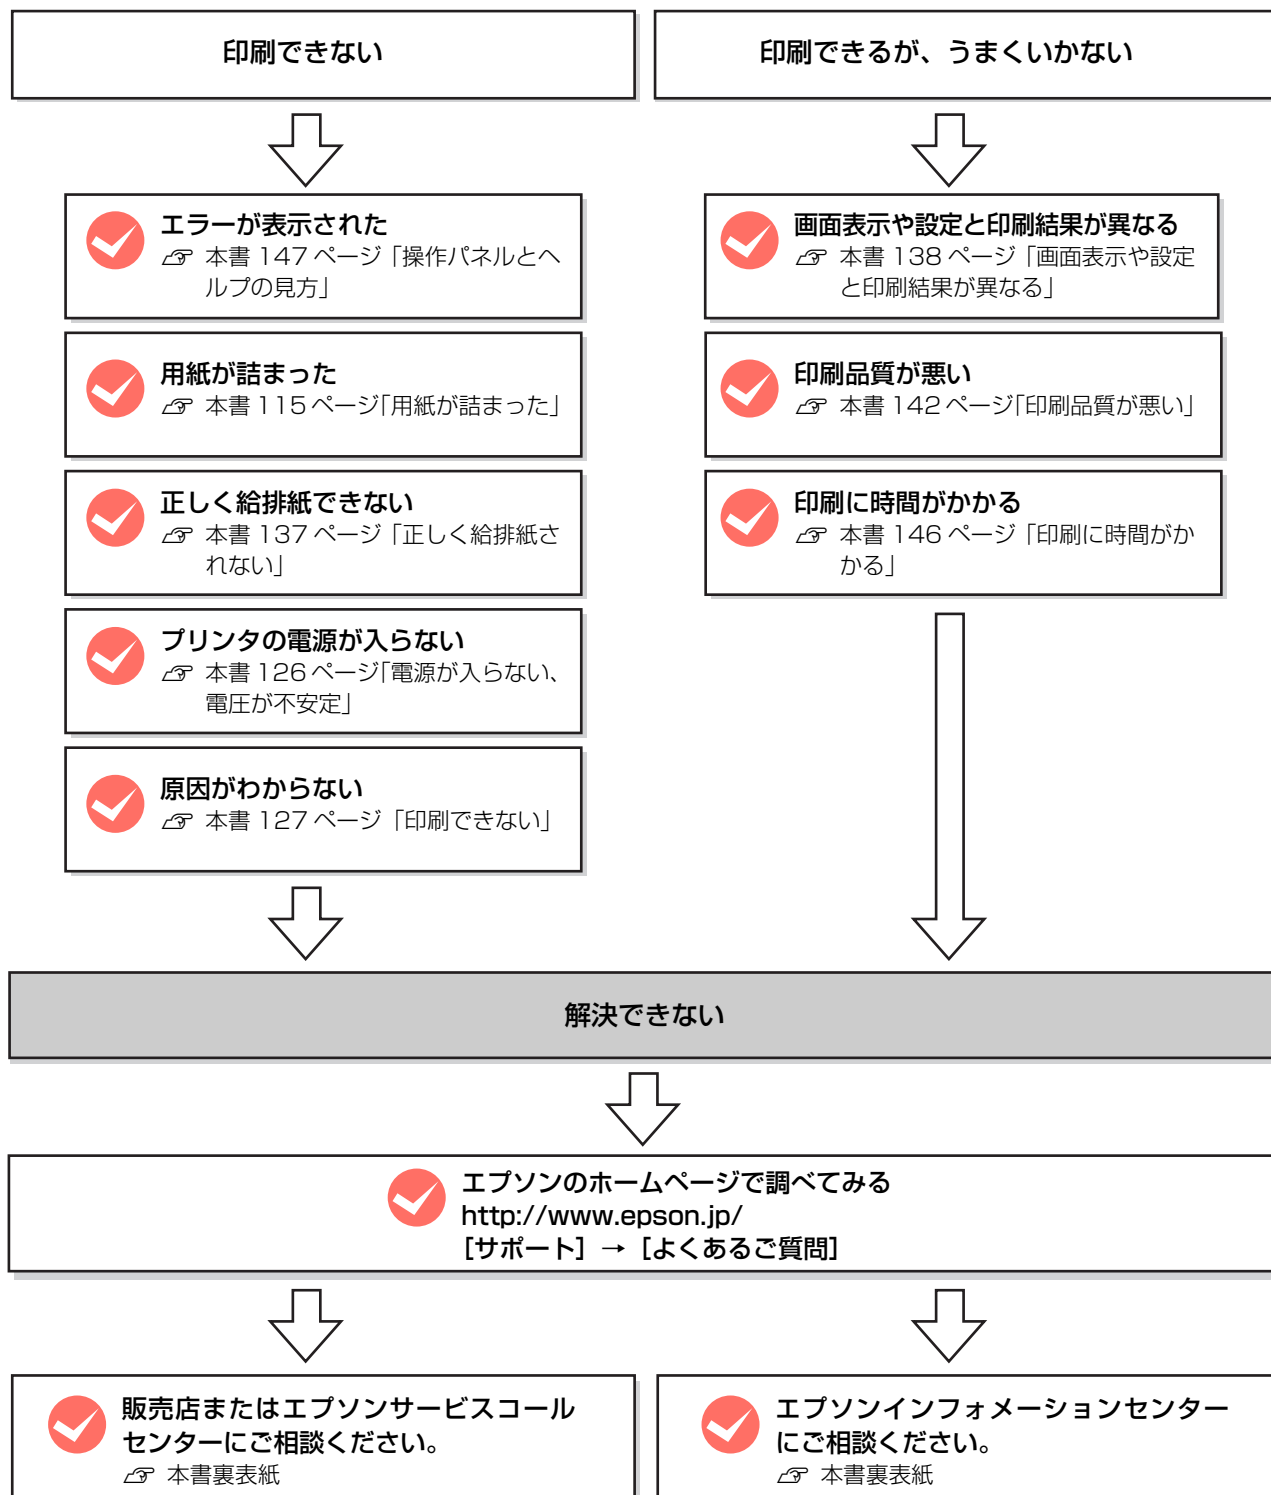 印刷できない
印刷できるが、うまくいかない
エラーが表示された
☞ 本書 147 ページ「操作パネルとヘ
ルプの見方」
用紙が詰まった
☞ 本書 115 ページ「用紙が詰まった」
正しく給排紙できない
☞ 本書 137 ページ「正しく給排紙さ
れない」
プリンタの電源が入らない
☞ 本書 126 ページ「電源が入らない、
電圧が不安定」
原因がわからない
☞ 本書 127 ページ「印刷できない」
画面表示や設定と印刷結果が異なる
☞ 本書 138 ページ「画面表示や設定
と印刷結果が異なる」
印刷品質が悪い
☞ 本書 142 ページ「印刷品質が悪い」
印刷に時間がかかる
☞ 本書 146 ページ「印刷に時間がか
かる」
解決できない
エプソンのホームページで調べてみる
http://www.epson.jp/
［サポート］→［よくあるご質問］
販売店またはエプソンサービスコール
センターにご相談ください。
☞ 本書裏表紙
エプソンインフォメーションセンター
にご相談ください。
☞ 本書裏表紙